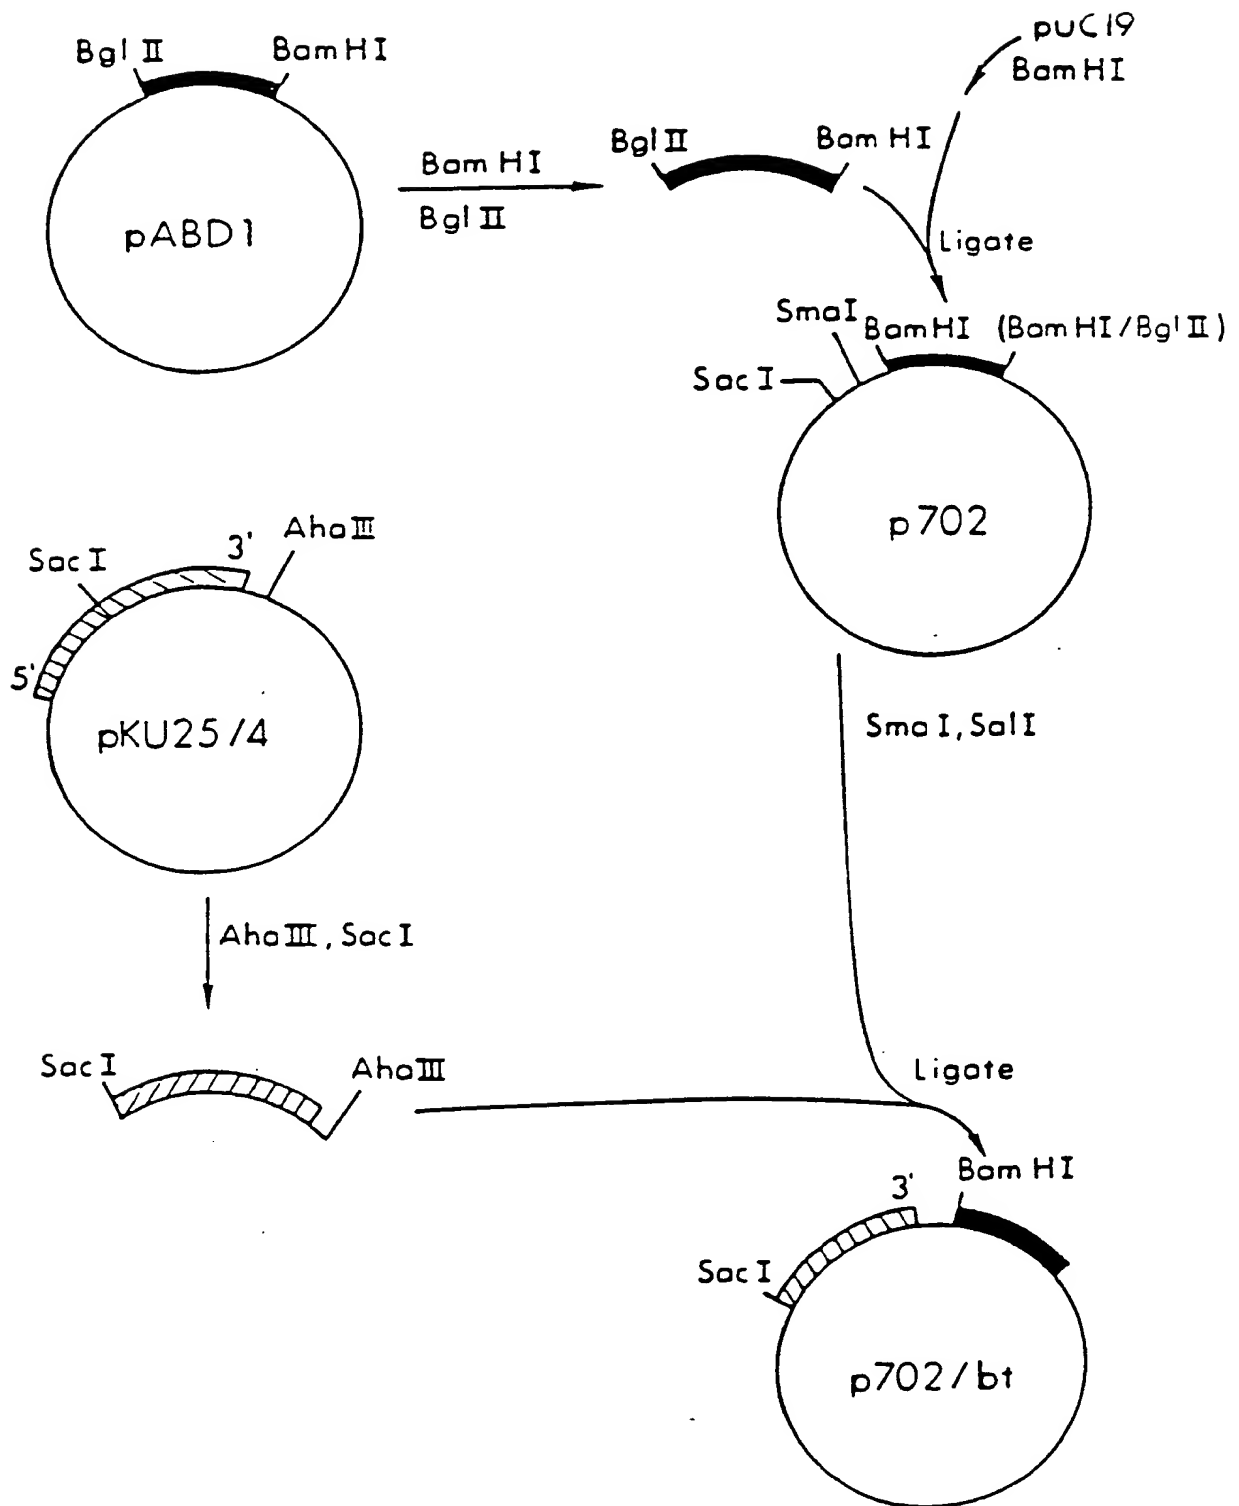 Bgl II
Bam HI
pUC19
Bam HI
pABD1
Bam HI
Bgl II
Bgl II
Bam HI
Ligate
Sma I
Bam HI (Bam HI/Bgl II)
Sac I
p702
Sac I
3'
Aha III
5'
pKU25/4
Sma I, Sal I
Aha III, Sac I
Sac I
Aha III
Ligate
Bam HI
3'
Sac I
p702/bt